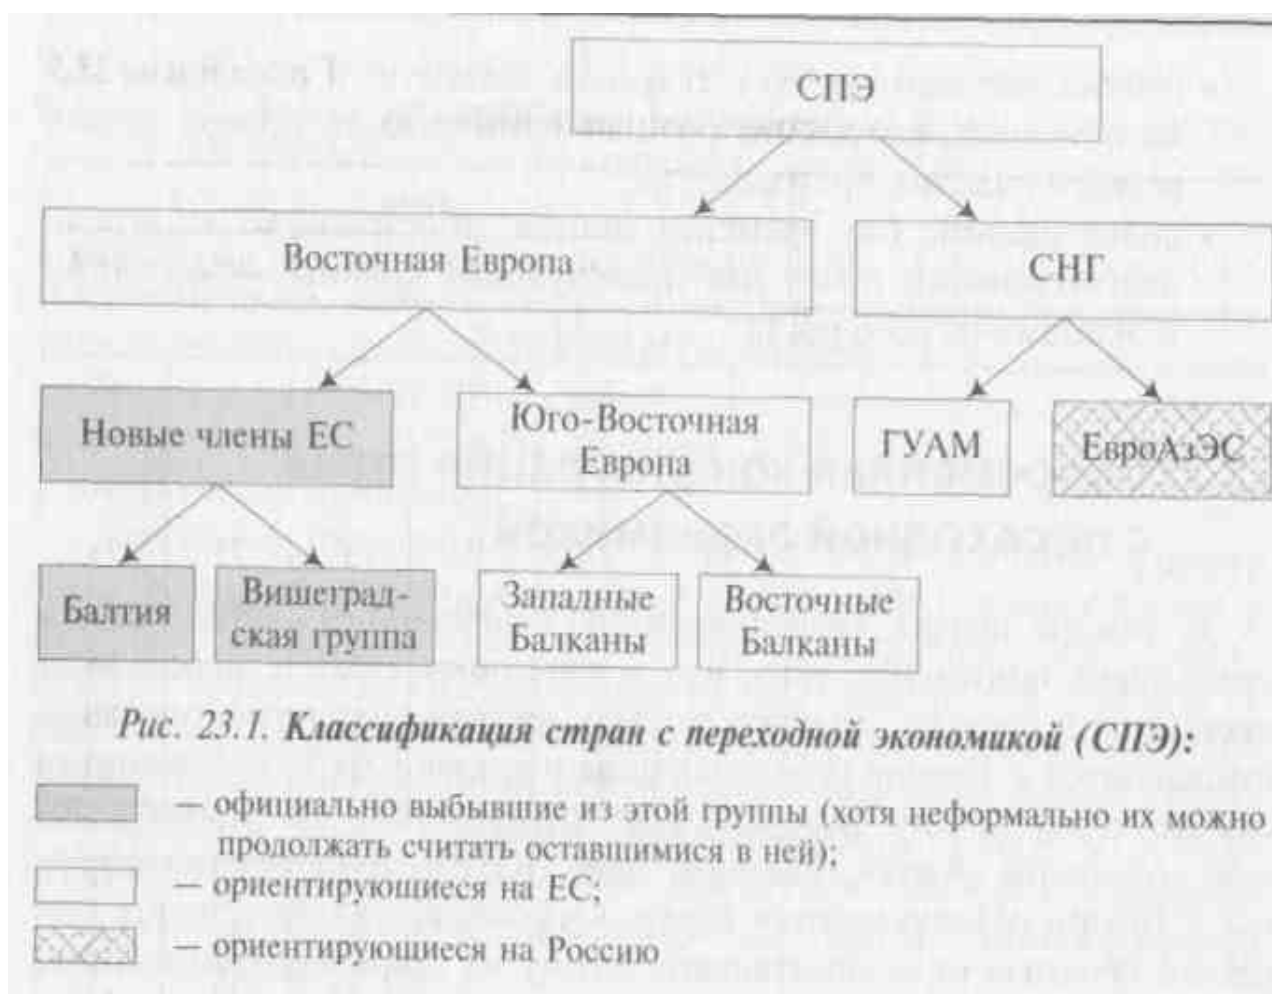 СПЭ
Восточная Европа
СНГ
Новые члены ЕС
Юго-Восточная
Европа
ГУАМ
ЕвроАзЭС
Балтия
Вишеград-
ская группа
Запалные
Балканы
Восточные
Балканы
Рис. 23.1. Классификация стран с переходной экономикой (СПЭ):
— официально выбывшие из этой группы (хотя неформально их можно
продолжать считать оставшимися в ней);
— ориентирующиеся на ЕС;
— ориентирующиеся на Россию